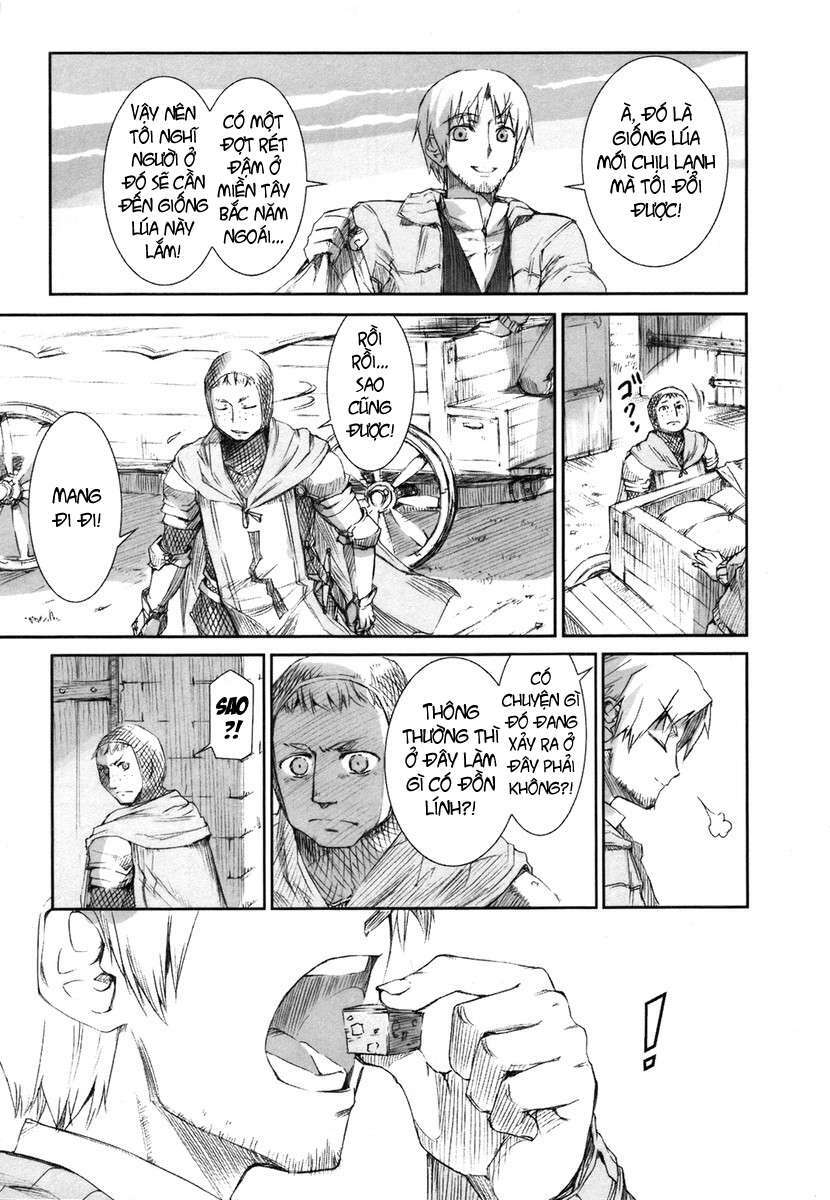 À, ĐÓ LÀ
GIỐNG LÚA
MỚI CHỊU LẠNH
MÀ TÔI ĐỔI
ĐƯỢC!
CÓ MỘT
ĐỢT RÉT
ĐẬM Ở
MIỀN TÂY
BẮC NĂM
NGOÁI...
VẬY NÊN
TÔI NGHĨ
NGƯỜI Ở
ĐÓ SẼ CẦN
ĐẾN GIỐNG
LÚA NÀY
LẮM!
ゴ?
RỒI
RỒI...
SAO
CŨNG
ĐƯỢC!
MANG
ĐI ĐI!
CÓ
CHUYỆN GÌ
ĐÓ ĐANG
XẢY RA Ở
ĐÂY PHẢI
KHÔNG?!
THÔNG
THƯỜNG THÌ
Ở ĐÂY LÀM
GÌ CÓ ĐỒN
LÍNH?!
SAO
?!
!